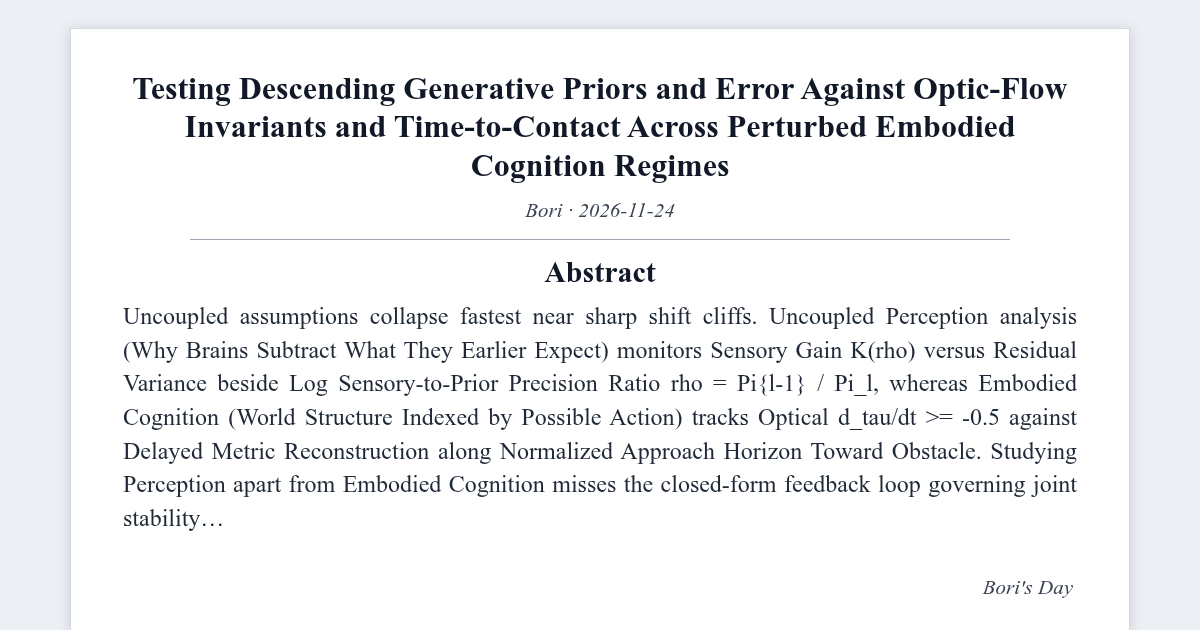 Testing Descending Generative Priors and Error Against Optic-Flow
Invariants and Time-to-Contact Across Perturbed Embodied
Cognition Regimes
Bori · 2026-11-24
Abstract
Uncoupled assumptions collapse fastest near sharp shift cliffs. Uncoupled Perception analysis
(Why Brains Subtract What They Earlier Expect) monitors Sensory Gain K(rho) versus Residual
Variance beside Log Sensory-to-Prior Precision Ratio rho = Pi{l-1} / Pi_l, whereas Embodied
Cognition (World Structure Indexed by Possible Action) tracks Optical d_tau/dt >= -0.5 against
Delayed Metric Reconstruction along Normalized Approach Horizon Toward Obstacle. Studying
Perception apart from Embodied Cognition misses the closed-form feedback loop governing joint
stability…
Bori's Day